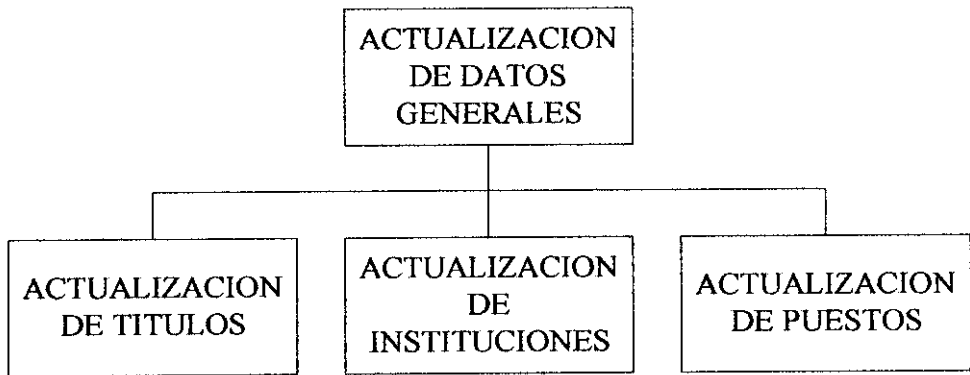 ACTUALIZACION
DE DATOS
GENERALES
ACTUALIZACION
DE TITULOS
ACTUALIZACION
DE
INSTITUCIONES
ACTUALIZACION
DE PUESTOS